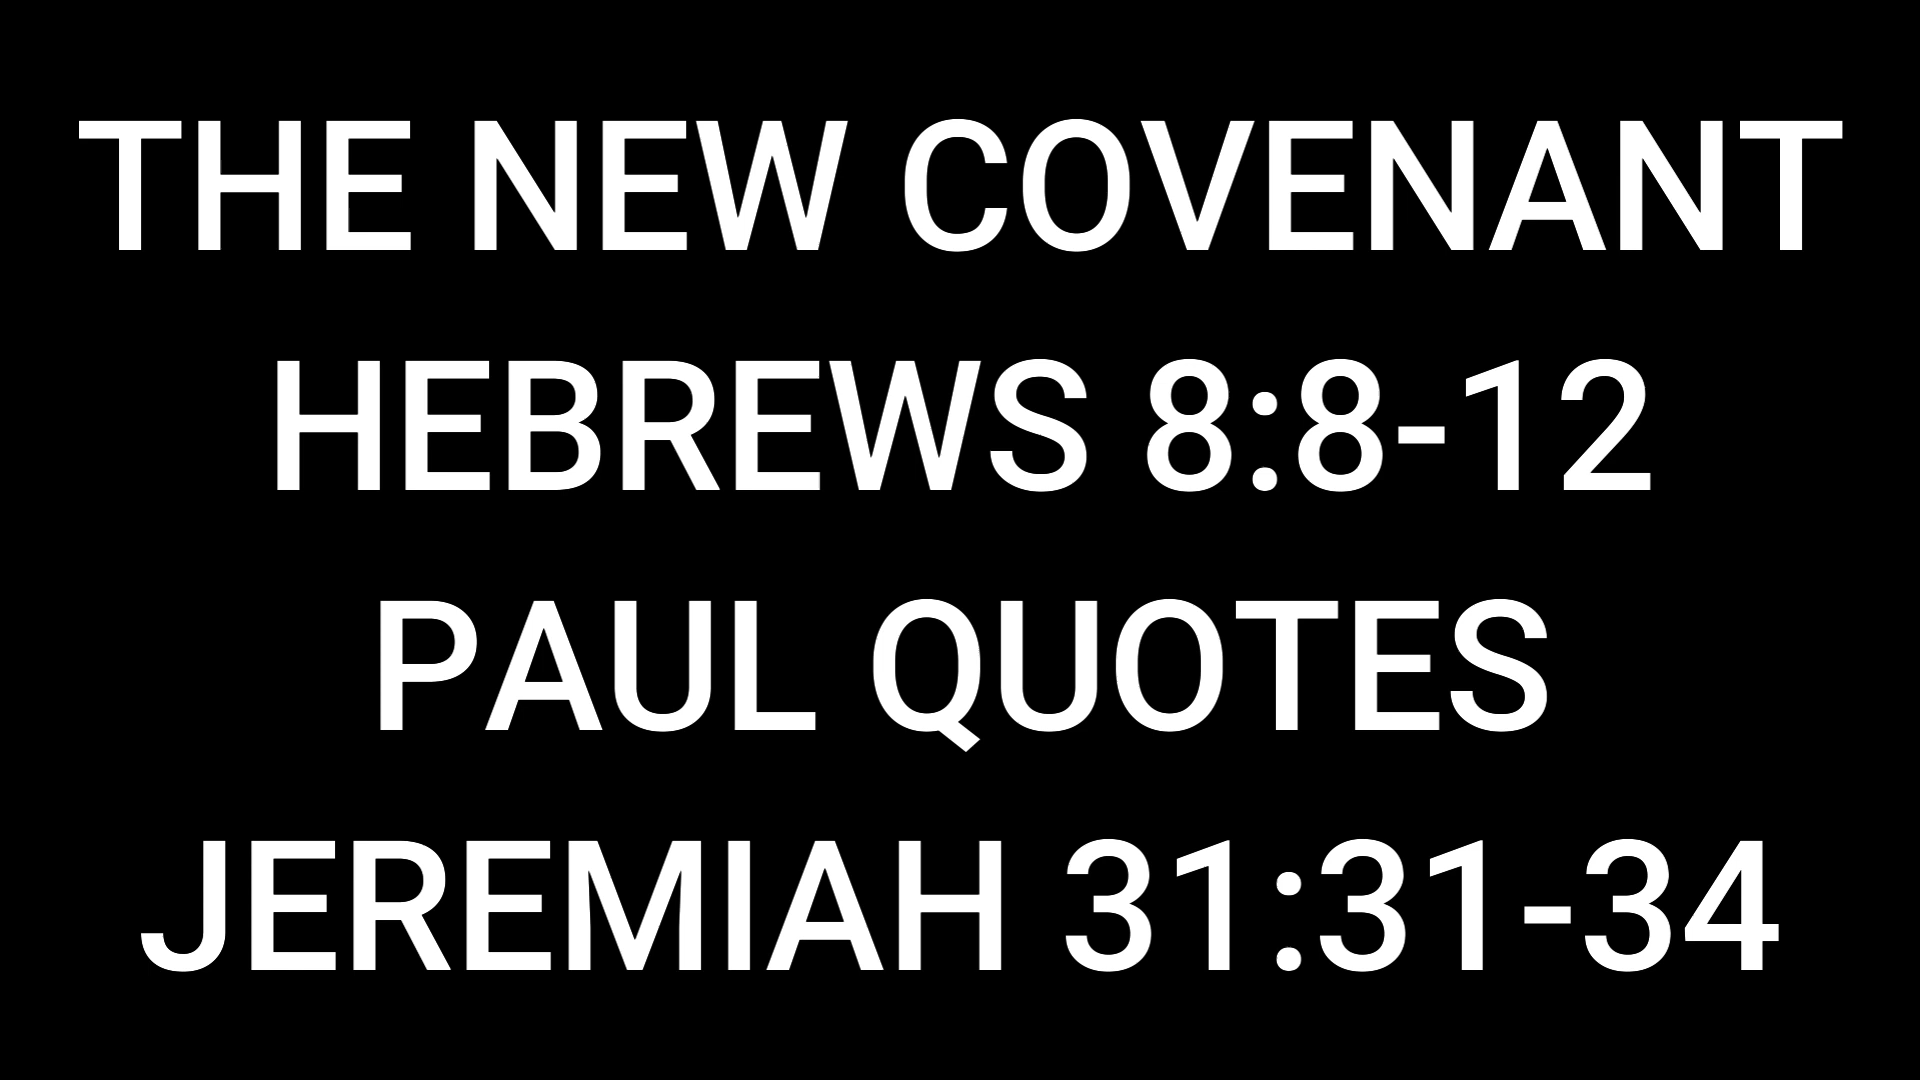 THE NEW COVENANT
HEBREWS 8:8-12
PAUL QUOTES
JEREMIAH 31:31-34